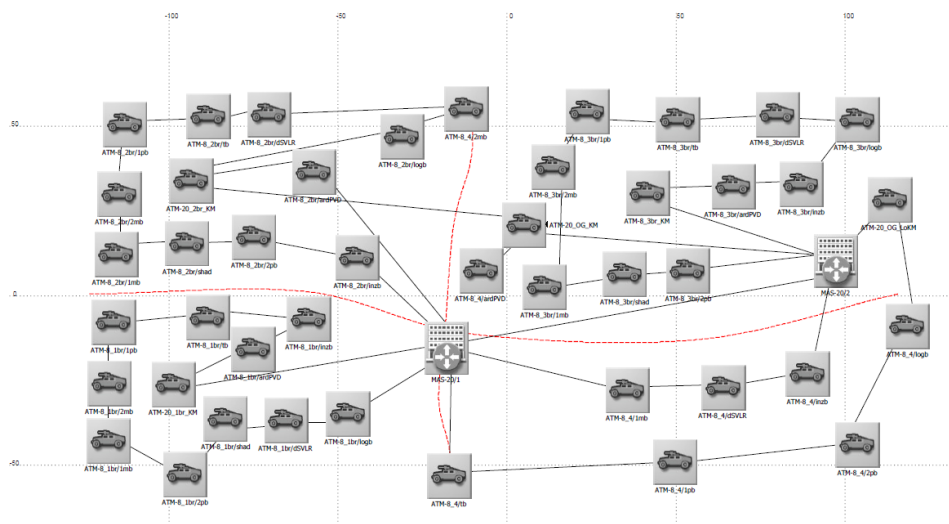 -100 -50 0 50 100
50
ATM-8_2br/1pb
ATM-8_2br/tb
ATM-8_2br/dSVLR
ATM-8_4/2mb
ATM-8_2br/logb
ATM-8_3br/1pb
ATM-8_3br/tb
ATM-8_3br/dSVLR
ATM-8_3br/logb
ATM-8_2br/2mb
ATM-20_2br_KM
ATM-8_2br/ardPVD
ATM-8_3br/2mb
ATM-8_3br_KM
ATM-8_3br/ardPVD
ATM-8_3br/inzb
ATM-20_OG_LoKM
ATM-20_OG_KM
ATM-8_2br/1mb
ATM-8_2br/shad
ATM-8_2br/2pb
ATM-8_2br/inzb
ATM-8_4/ardPVD
ATM-8_3br/1mb
ATM-8_3br/shad
ATM-8_3br/2pb
MAS-20/2
0
ATM-8_1br/1pb
ATM-8_1br/tb
ATM-8_1br/inzb
ATM-8_1br/ardPVD
MAS-20/1
ATM-8_4/logb
ATM-8_1br/2mb
ATM-20_1br_KM
ATM-8_4/1mb
ATM-8_4/dSVLR
ATM-8_4/inzb
ATM-8_1br/1mb
ATM-8_1br/shad
ATM-8_1br/dSVLR
ATM-8_1br/logb
-50
ATM-8_1br/2pb
ATM-8_4/tb
ATM-8_4/1pb
ATM-8_4/2pb